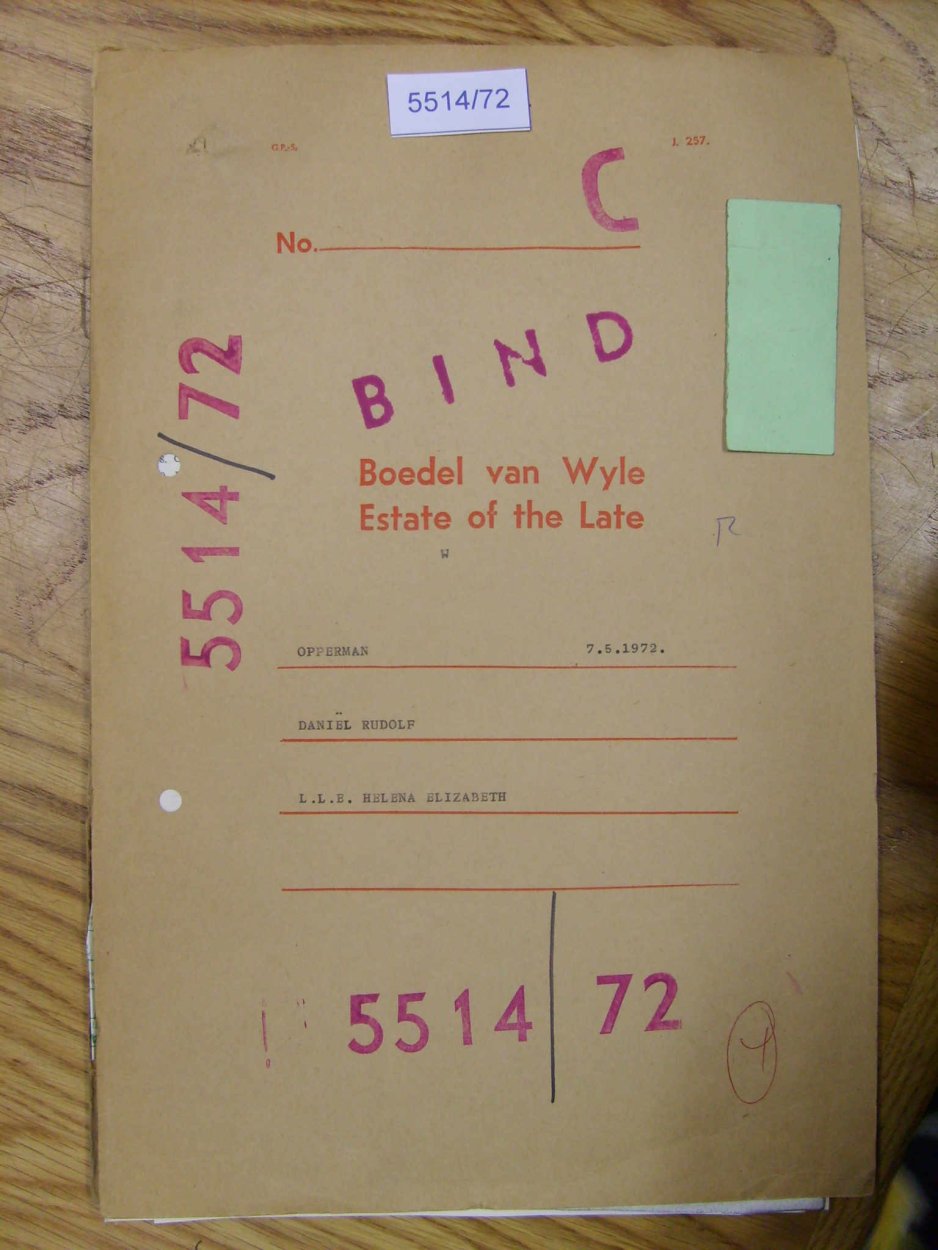 5514/72
G.P.-S. J. 257.
C
No.
BIND
5514/72
Boedel van Wyle
Estate of the Late
W
OPPERMAN 7.5.1972.
DANIËL RUDOLF
L.L.E. HELENA ELIZABETH
5514 72